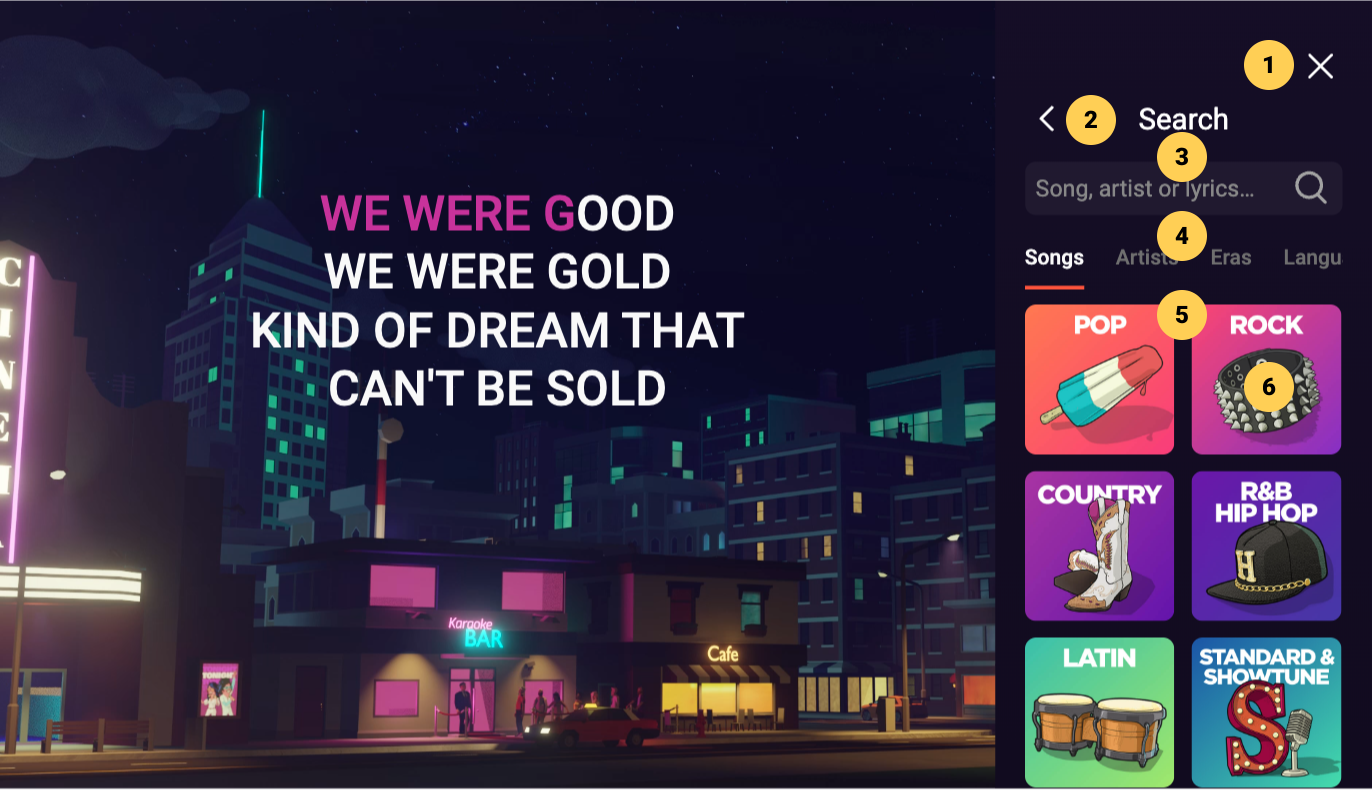 WE WERE GOOD
WE WERE GOLD
KIND OF DREAM THAT
CAN'T BE SOLD
CINEMA
Karaoke
BAR
Cafe
TONIGHT
1
2
Search
3
Song, artist or lyrics...
4
Songs Artists Eras Langu
5
POP
ROCK
6
COUNTRY
R&B
HIP HOP
LATIN
STANDARD &
SHOWTUNE
H
S